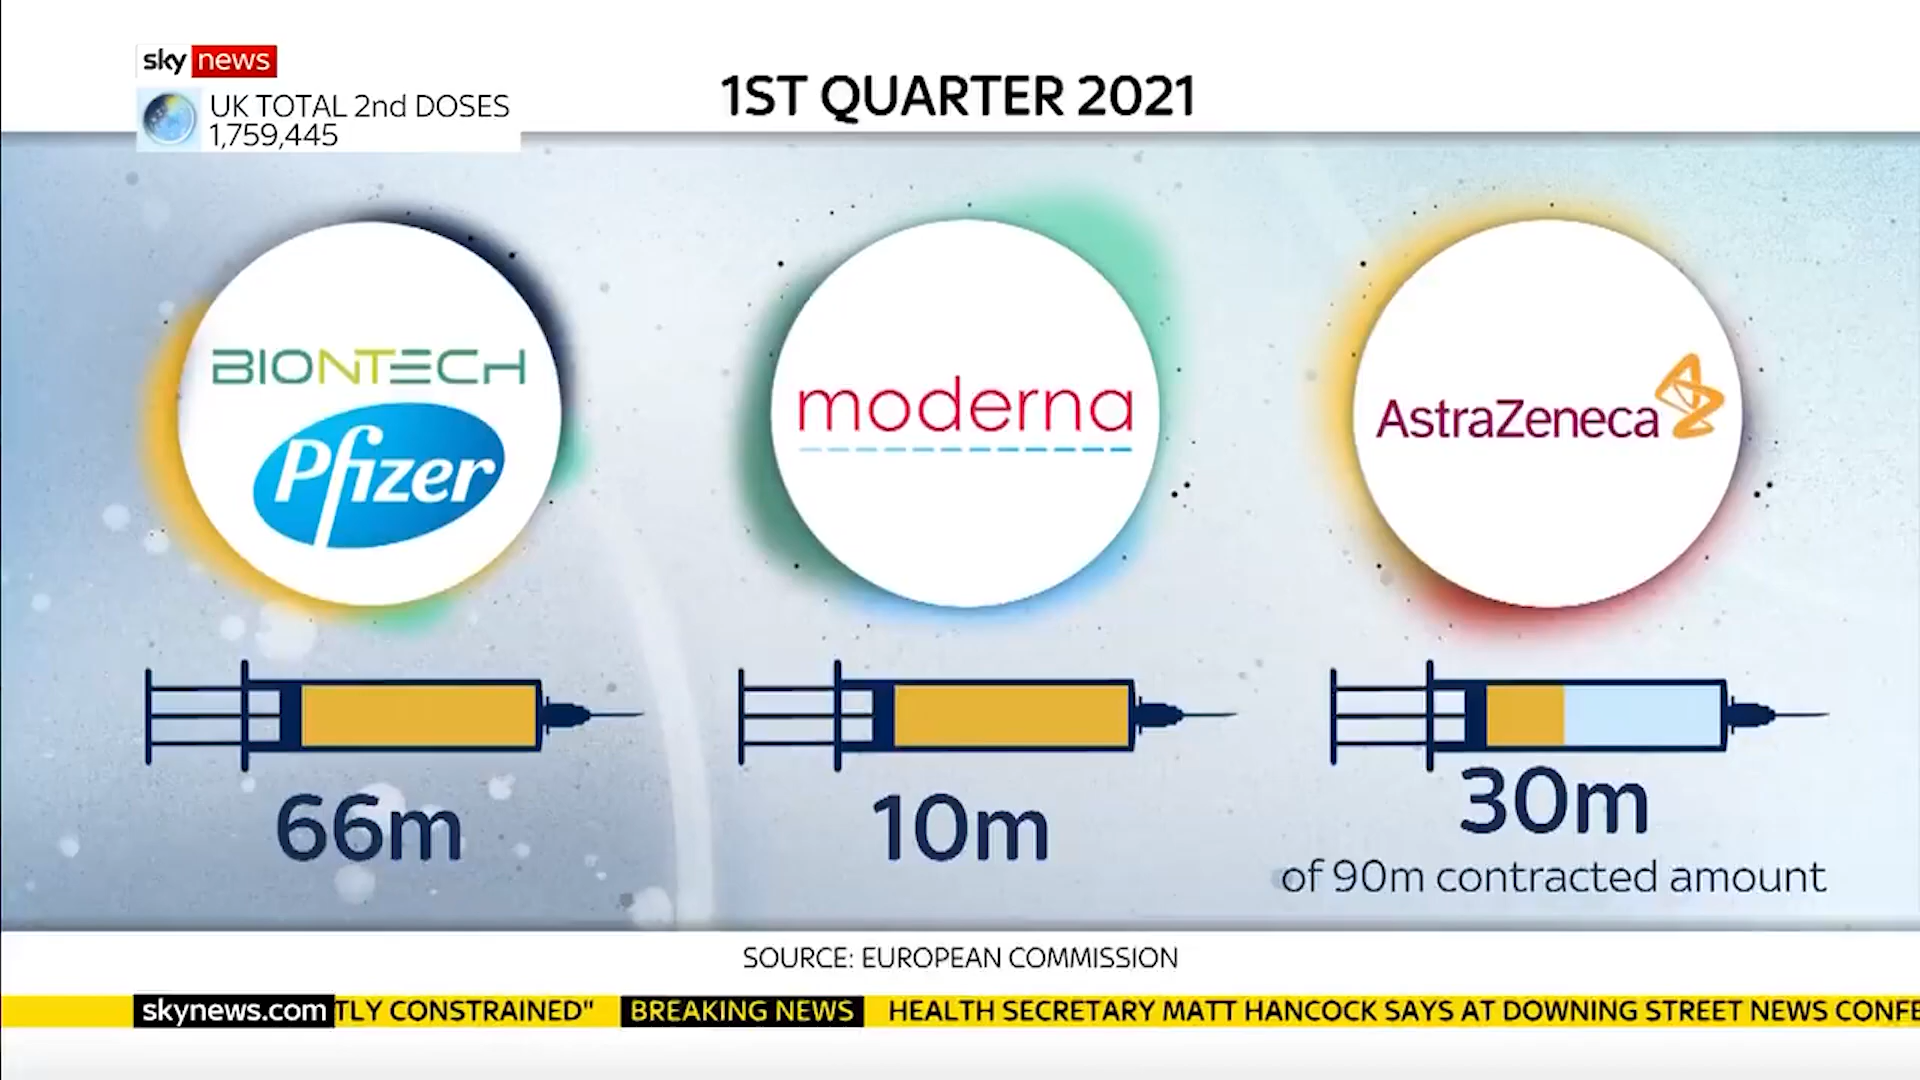 sky news
UK TOTAL 2nd DOSES
1,759,445
1ST QUARTER 2021
BIONTECH
Pfizer
moderna
AstraZeneca
66m
10m
30m
of 90m contracted amount
SOURCE: EUROPEAN COMMISSION
skynews.com TLY CONSTRAINED" BREAKING NEWS HEALTH SECRETARY MATT HANCOCK SAYS AT DOWNING STREET NEWS CONFE